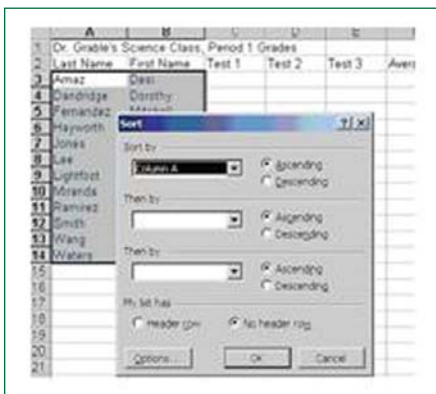 A B C D E
1 Dr. Grable's Science Class, Period 1 Grades
2 Last Name First Name Test 1 Test 2 Test 3 Aver
3 Arnaz Desi
4 Dandridge Dorothy
5 Fernandez
6 Hayworth
7 Jones
8 Lee
9 Lightfoot
10 Miranda
11 Ramirez
12 Smith
13 Wang
14 Waters
15
16
17
18
19
20
21
Sort ? x
Sort by
Column A Ascending
Descending
Then by
Ascending
Descending
Then by
Ascending
Descending
My list has
Header row No header row
Options... OK Cancel